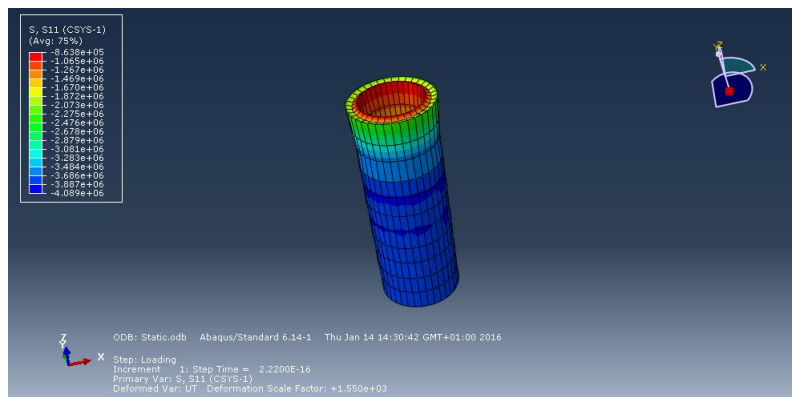 S, S11 (CSYS-1)
(Avg: 75%)
-8.638e+05
-1.065e+06
-1.267e+06
-1.469e+06
-1.670e+06
-1.872e+06
-2.073e+06
-2.275e+06
-2.476e+06
-2.678e+06
-2.879e+06
-3.081e+06
-3.283e+06
-3.484e+06
-3.686e+06
-3.887e+06
-4.089e+06
Z
Y
X
Z
Y
X
ODB: Static.odb Abaqus/Standard 6.14-1 Thu Jan 14 14:30:42 GMT+01:00 2016
Step: Loading
Increment 1: Step Time = 2.2200E-16
Primary Var: S, S11 (CSYS-1)
Deformed Var: UT Deformation Scale Factor: +1.550e+03